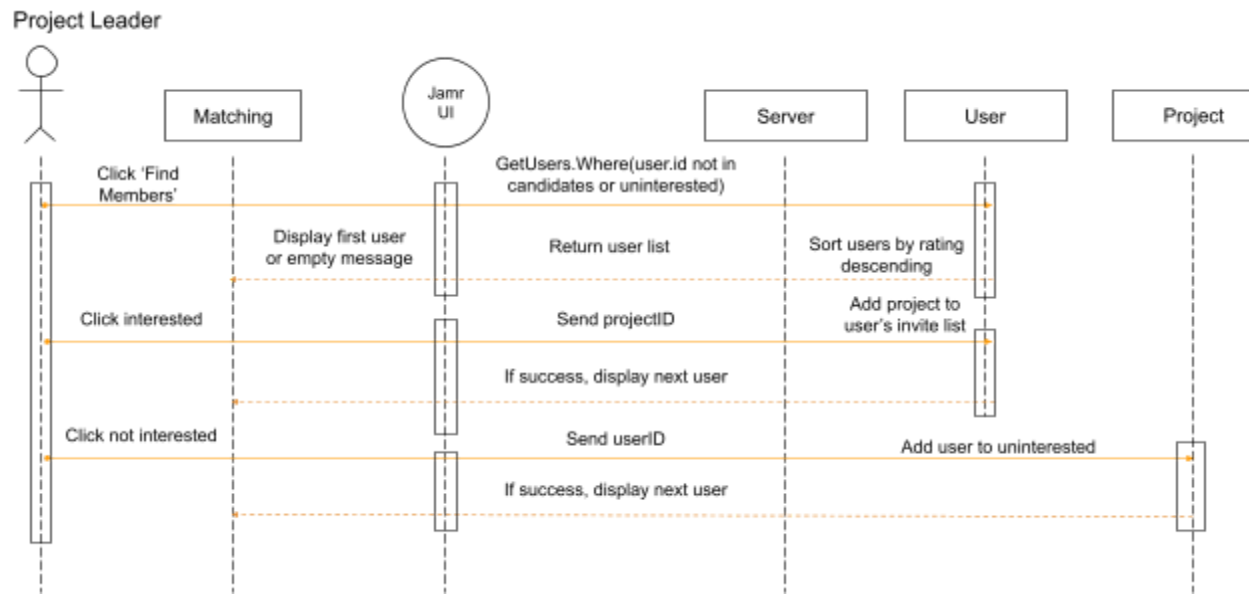 Project Leader
Matching
Jamr
UI
Server
User
Project
Click ‘Find
Members’
GetUsers.Where(user.id not in
candidates or uninterested)
Display first user
or empty message
Return user list
Sort users by rating
descending
Click interested
Send projectID
Add project to
user’s invite list
If success, display next user
Click not interested
Send userID
Add user to uninterested
If success, display next user